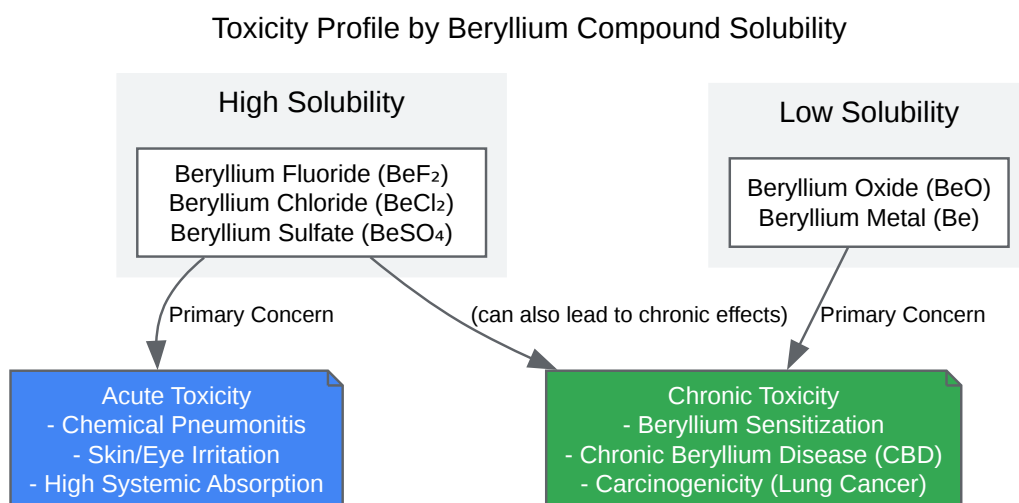 Toxicity Profile by Beryllium Compound Solubility
High Solubility
Beryllium Fluoride (BeF₂)
Beryllium Chloride (BeCl₂)
Beryllium Sulfate (BeSO₄)
Low Solubility
Beryllium Oxide (BeO)
Beryllium Metal (Be)
Primary Concern
(can also lead to chronic effects)
Primary Concern
Acute Toxicity
- Chemical Pneumonitis
- Skin/Eye Irritation
- High Systemic Absorption
Chronic Toxicity
- Beryllium Sensitization
- Chronic Beryllium Disease (CBD)
- Carcinogenicity (Lung Cancer)